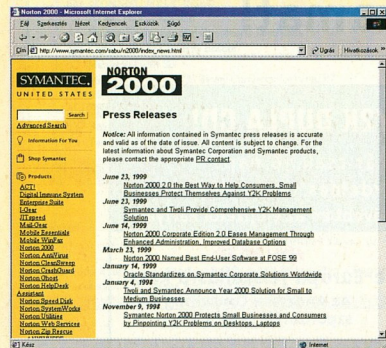 Norton 2000 - Microsoft Internet Explorer
Fájl Szerkesztés Nézet Kedvencek Eszközök Súgó
Cím http://www.symantec.com/sabu/n2000/index_news.html Ugrás Hivatkozások »
SYMANTEC.
UNITED STATES
Search
Advanced Search
Information For You
Shop Symantec
Products
ACT!
Digital Immune System
Enterprise Suite
I-Gear
Mail-Gear
Mobile Essentials
Mobile WinFax
Norton 2000
Norton AntiVirus
Norton CleanSweep
Norton CrashGuard
Norton Ghost
Norton HelpDesk
Assistant
Norton Speed Disk
Norton SystemWorks
Norton Utilities
Norton Web Services
Norton Zip Rescue
NORTON
2000
Press Releases
Notice: All information contained in Symantec press releases is accurate
and valid as of the date of issue. All content is subject to change. For the
latest information about Symantec Corporation and Symantec products,
please contact the appropriate PR contact.
June 23, 1999
Norton 2000 2.0 the Best Way to Help Consumers, Small
Businesses Protect Themselves Against Y2K Problems
June 23, 1999
Symantec and Tivoli Provide Comprehensive Y2K Management
Solution
June 14, 1999
Norton 2000 Corporate Edition 2.0 Eases Management Through
Enhanced Administration, Improved Database Options
March 23, 1999
Norton 2000 Named Best End-User Software at FOSE '99
January 14, 1999
Oracle Standardizes on Symantec Corporate Solutions Worldwide
January 4, 1999
Tivoli and Symantec Announce Year 2000 Solution for Small to
Medium Businesses
November 9, 1998
Symantec Norton 2000 Protects Small Businesses and Consumers
by Pinpointing Y2K Problems on Desktops, Laptops
Kész Internet